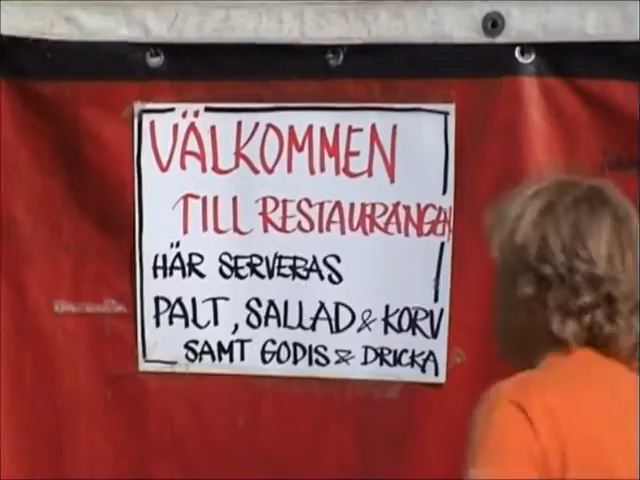 VÄLKOMMEN
TILL RESTAURANGEN
HÄR SERVERAS
PALT, SALLAD & KORV
SAMT GODIS & DRICKA